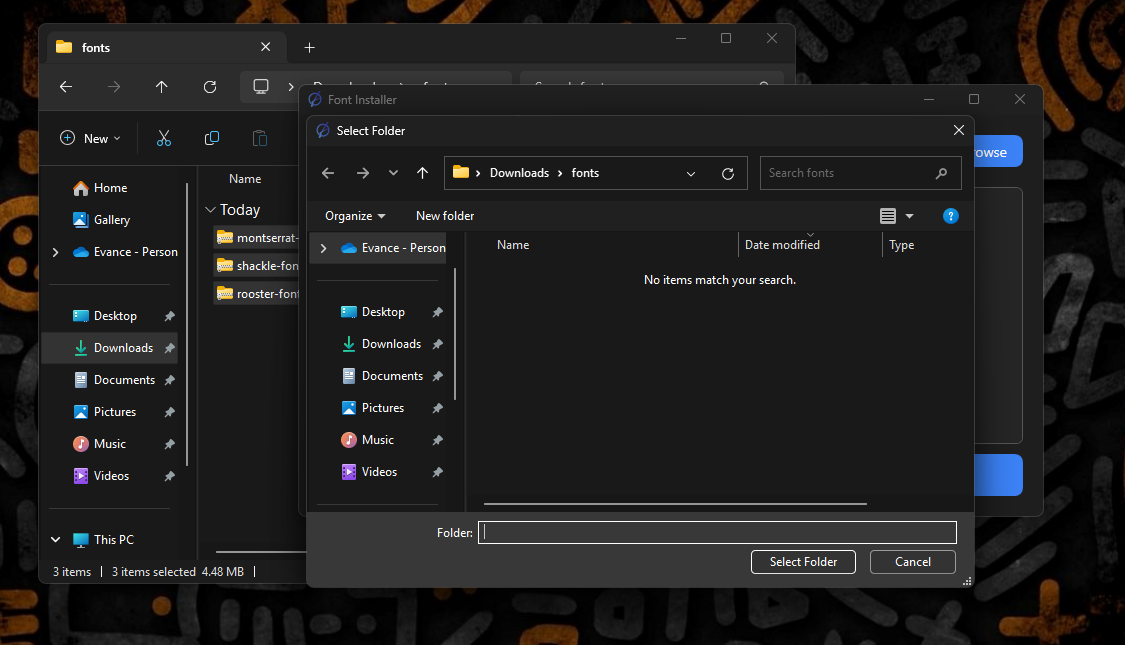 fonts
New
Name
Today
montserrat-
shackle-fon
rooster-font
Home
Gallery
Evance - Person
Desktop
Downloads
Documents
Pictures
Music
Videos
This PC
3 items
3 items selected
4.48 MB
Font Installer
Browse
Select Folder
Downloads
fonts
Search fonts
Organize
New folder
?
Evance - Person
Desktop
Downloads
Documents
Pictures
Music
Videos
Name
Date modified
Type
No items match your search.
Folder:
Select Folder
Cancel